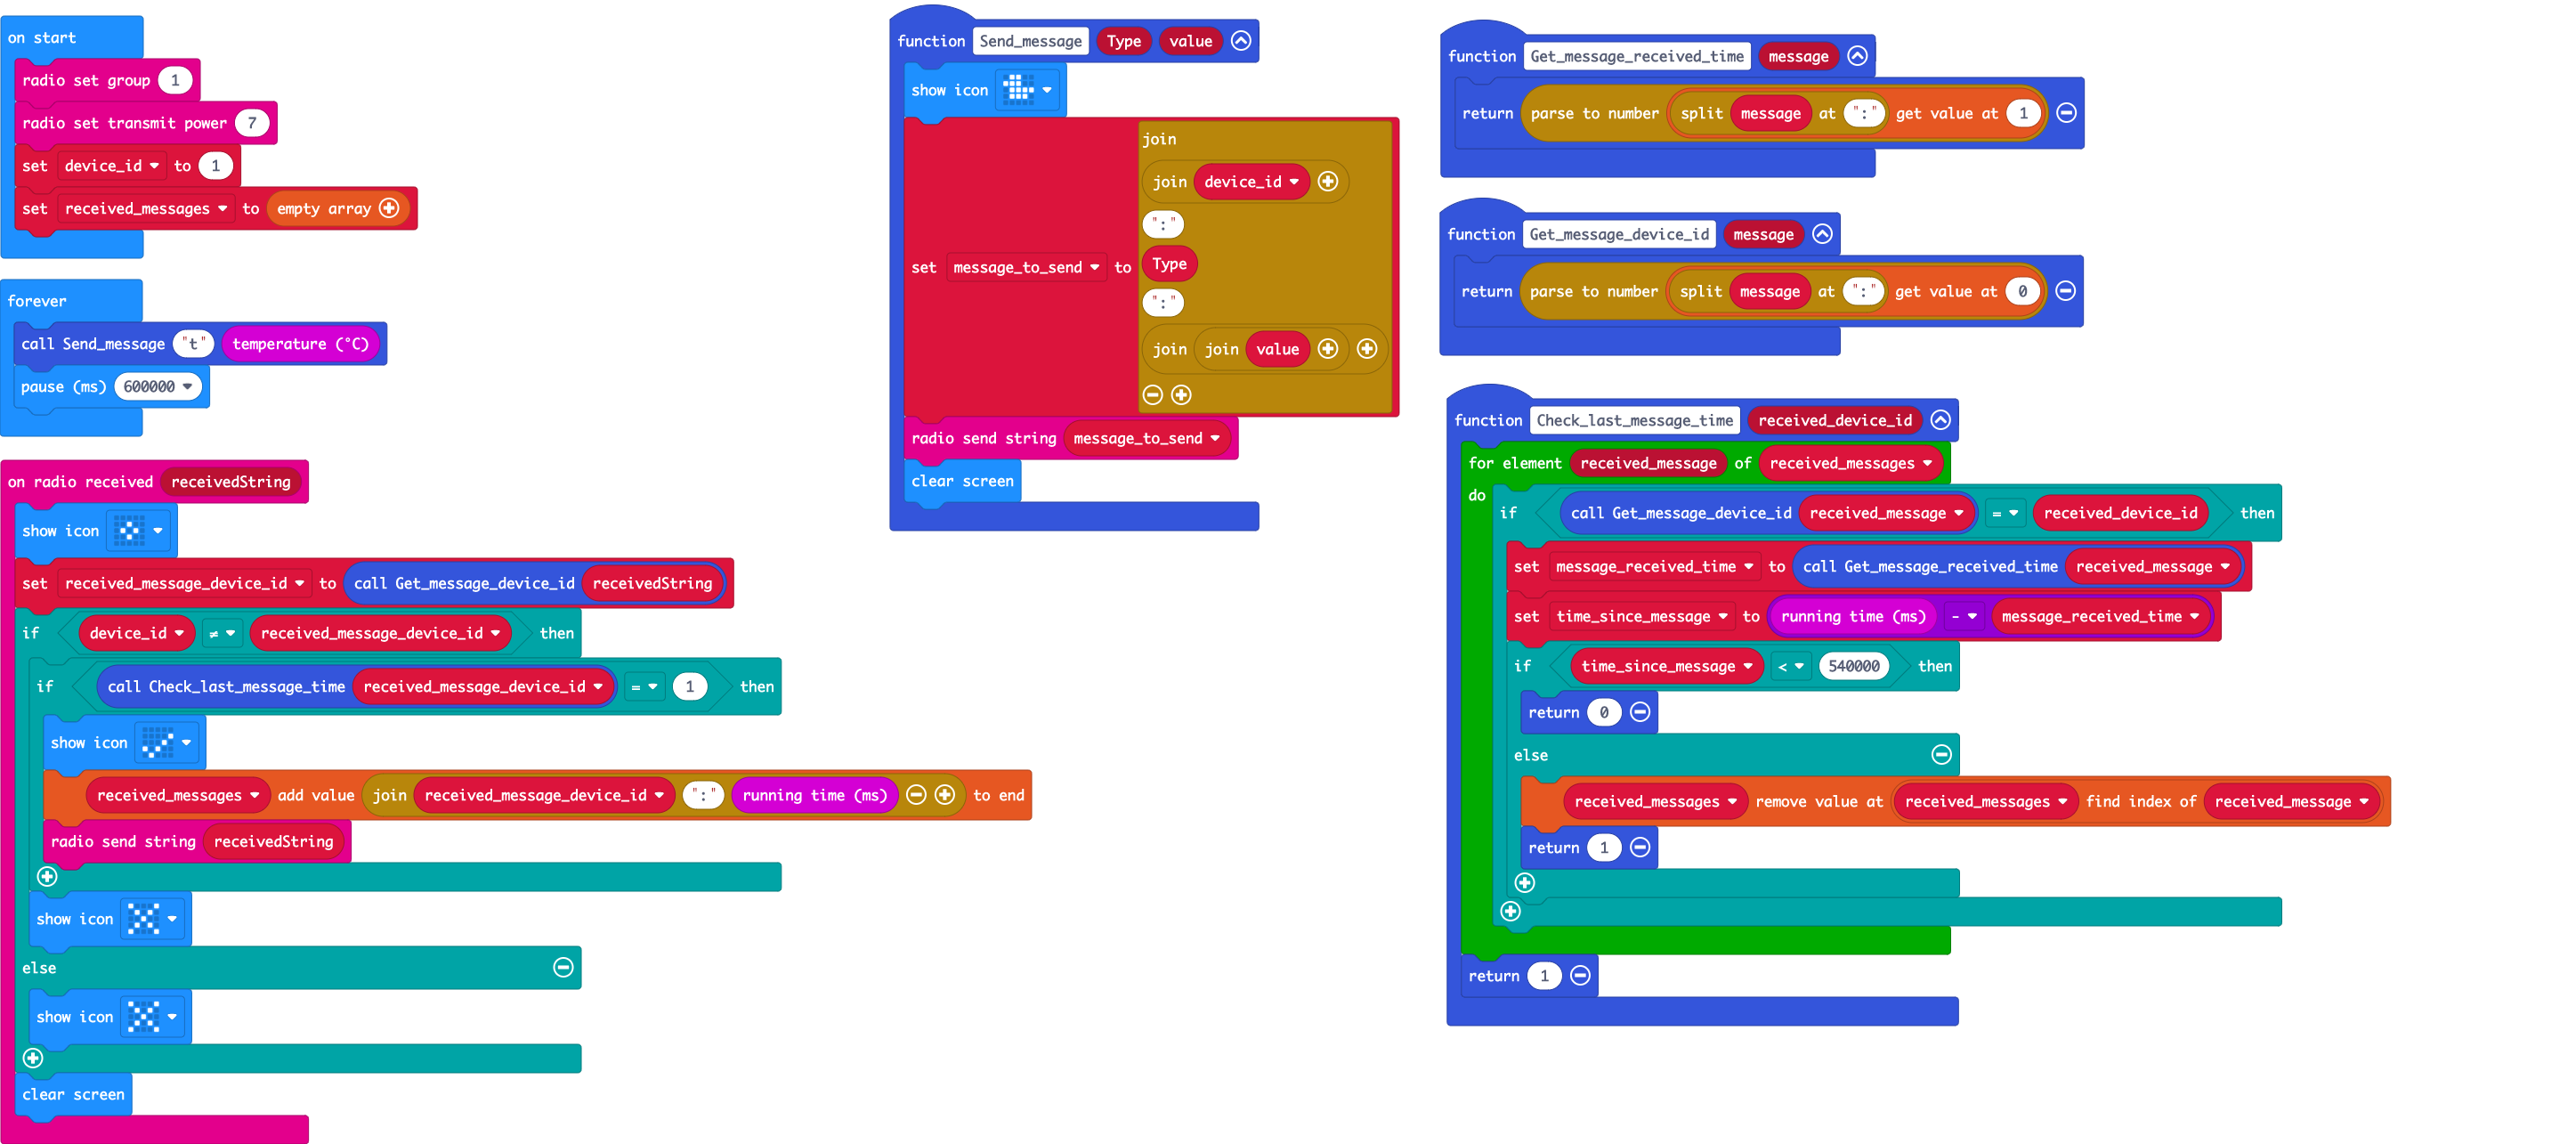 on start
radio set group 1
radio set transmit power 7
set device_id to 1
set received_messages to empty array
forever
call Send_message "t" temperature (°C)
pause (ms) 600000
on radio received receivedString
show icon
set received_message_device_id to call Get_message_device_id receivedString
if device_id ≠ received_message_device_id then
if call Check_last_message_time received_message_device_id = 1 then
show icon
received_messages add value join received_message_device_id ":" running time (ms) to end
radio send string receivedString
show icon
else
show icon
clear screen
function Send_message Type value
show icon
set message_to_send to join
join device_id
":"
Type
":"
join join value
radio send string message_to_send
clear screen
function Get_message_received_time message
return parse to number split message at ":" get value at 1
function Get_message_device_id message
return parse to number split message at ":" get value at 0
function Check_last_message_time received_device_id
for element received_message of received_messages
do
if call Get_message_device_id received_message = received_device_id then
set message_received_time to call Get_message_received_time received_message
set time_since_message to running time (ms) - message_received_time
if time_since_message < 540000 then
return 0
else
received_messages remove value at received_messages find index of received_message
return 1
return 1